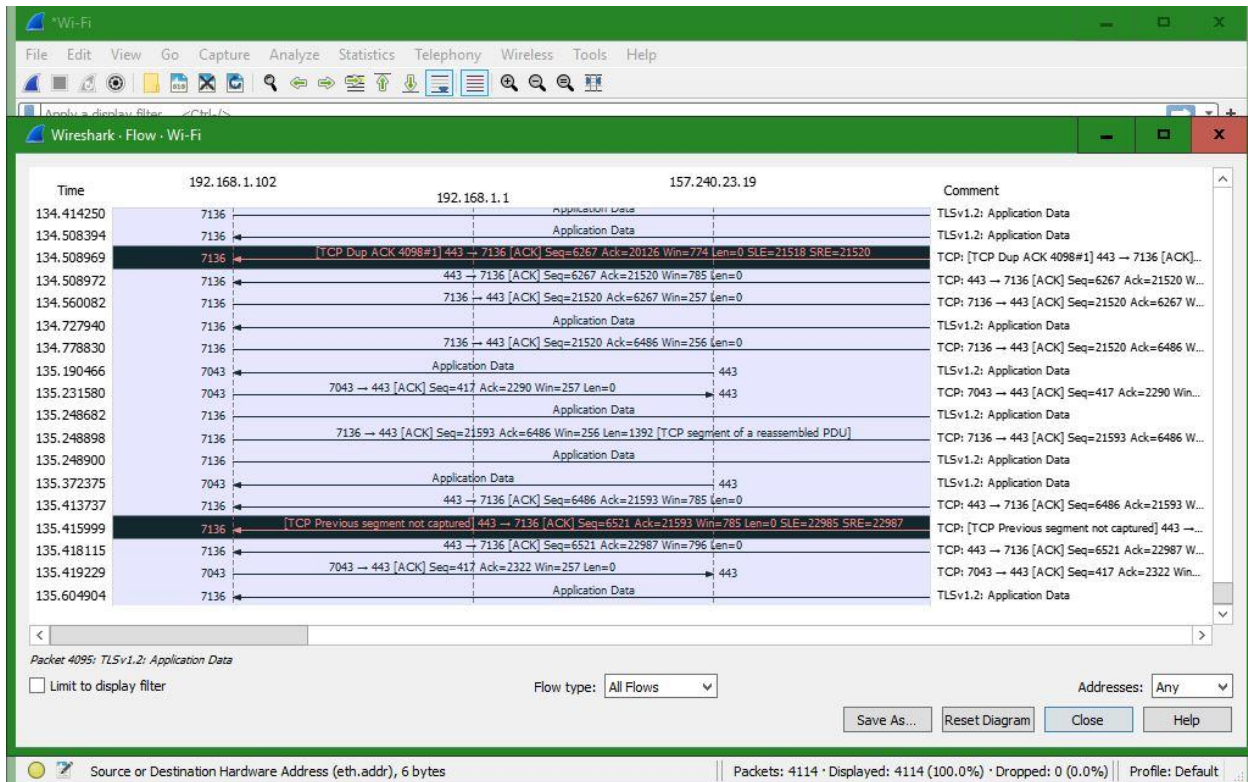 *Wi-Fi
File Edit View Go Capture Analyze Statistics Telephony Wireless Tools Help
Apply a display filter ... <Ctrl-/>
Wireshark · Flow · Wi-Fi
Time 192.168.1.102 192.168.1.1 157.240.23.19 Comment
134.414250 7136 Application Data TLSv1.2: Application Data
134.508394 7136 Application Data TLSv1.2: Application Data
134.508969 7136 [TCP Dup ACK 4098#1] 443 → 7136 [ACK] Seq=6267 Ack=20126 Win=774 Len=0 SLE=21518 SRE=21520 TCP: [TCP Dup ACK 4098#1] 443 → 7136 [ACK]...
134.508972 7136 443 → 7136 [ACK] Seq=6267 Ack=21520 Win=785 Len=0 TCP: 443 → 7136 [ACK] Seq=6267 Ack=21520 W...
134.560082 7136 7136 → 443 [ACK] Seq=21520 Ack=6267 Win=257 Len=0 TCP: 7136 → 443 [ACK] Seq=21520 Ack=6267 W...
134.727940 7136 Application Data TLSv1.2: Application Data
134.778830 7136 7136 → 443 [ACK] Seq=21520 Ack=6486 Win=256 Len=0 TCP: 7136 → 443 [ACK] Seq=21520 Ack=6486 W...
135.190466 7043 Application Data 443 TLSv1.2: Application Data
135.231580 7043 7043 → 443 [ACK] Seq=417 Ack=2290 Win=257 Len=0 443 TCP: 7043 → 443 [ACK] Seq=417 Ack=2290 Win...
135.248682 7136 Application Data TLSv1.2: Application Data
135.248898 7136 7136 → 443 [ACK] Seq=21593 Ack=6486 Win=256 Len=1392 [TCP segment of a reassembled PDU] TCP: 7136 → 443 [ACK] Seq=21593 Ack=6486 W...
135.248900 7136 Application Data TLSv1.2: Application Data
135.372375 7043 Application Data 443 TLSv1.2: Application Data
135.413737 7136 443 → 7136 [ACK] Seq=6486 Ack=21593 Win=785 Len=0 TCP: 443 → 7136 [ACK] Seq=6486 Ack=21593 W...
135.415999 7136 [TCP Previous segment not captured] 443 → 7136 [ACK] Seq=6521 Ack=21593 Win=785 Len=0 SLE=22985 SRE=22987 TCP: [TCP Previous segment not captured] 443 →...
135.418115 7136 443 → 7136 [ACK] Seq=6521 Ack=22987 Win=796 Len=0 TCP: 443 → 7136 [ACK] Seq=6521 Ack=22987 W...
135.419229 7043 7043 → 443 [ACK] Seq=417 Ack=2322 Win=257 Len=0 443 TCP: 7043 → 443 [ACK] Seq=417 Ack=2322 Win...
135.604904 7136 Application Data TLSv1.2: Application Data
Packet 4095: TLSv1.2: Application Data
Limit to display filter Flow type: All Flows Addresses: Any
Save As... Reset Diagram Close Help
Source or Destination Hardware Address (eth.addr), 6 bytes Packets: 4114 · Displayed: 4114 (100.0%) · Dropped: 0 (0.0%) Profile: Default